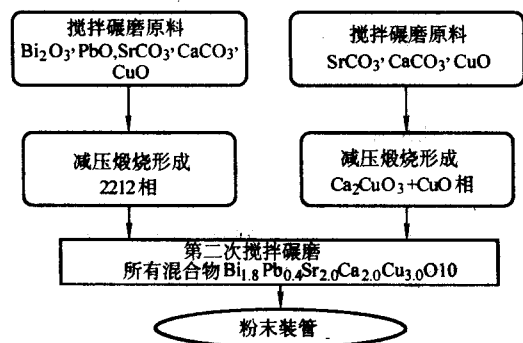 搅拌碾磨原料
Bi₂O₃,PbO,SrCO₃,CaCO₃,
CuO
搅拌碾磨原料
SrCO₃,CaCO₃,CuO
减压煅烧形成
2212相
减压煅烧形成
Ca₂CuO₃+CuO相
第二次搅拌碾磨
所有混合物Bi₁.₈Pb₀.₄Sr₂.₀Ca₂.₀Cu₃.₀O10
粉末装管